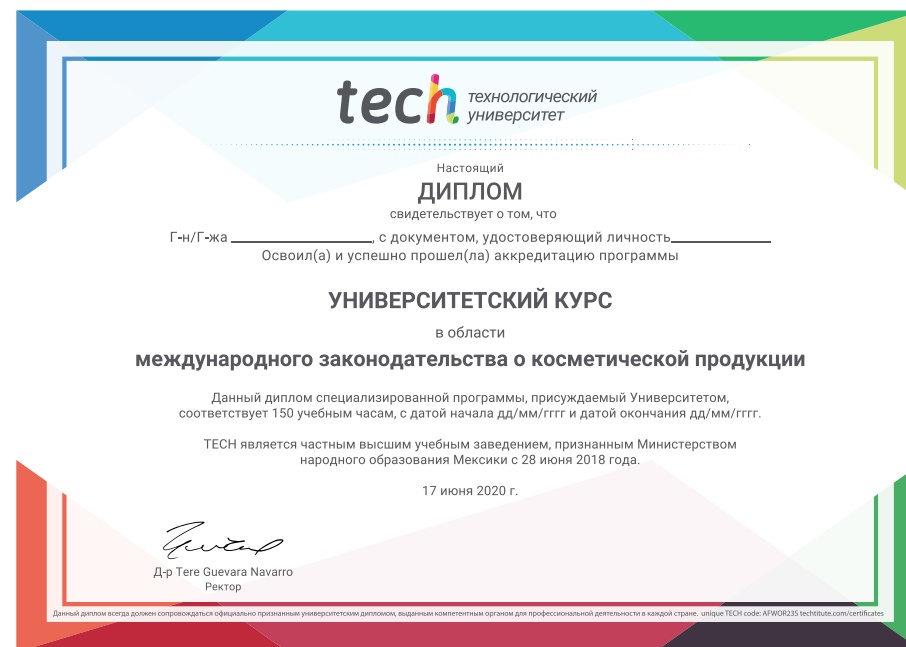 tech технологический
университет
Настоящий
ДИПЛОМ
свидетельствует о том, что
Г-н/Г-жа ____________________, с документом, удостоверяющий личность______________
Освоил(а) и успешно прошел(ла) аккредитацию программы
УНИВЕРСИТЕТСКИЙ КУРС
в области
международного законодательства о косметической продукции
Данный диплом специализированной программы, присуждаемый Университетом,
соответствует 150 учебным часам, с датой начала дд/мм/гггг и датой окончания дд/мм/гггг.
TECH является частным высшим учебным заведением, признанным Министерством
народного образования Мексики с 28 июня 2018 года.
17 июня 2020 г.
Д-р Tere Guevara Navarro
Ректор
Данный диплом всегда должен сопровождаться официально признанным университетским дипломом, выданным компетентным органом для профессиональной деятельности в каждой стране. unique TECH code: AFWOR23S techtitute.com/certificates